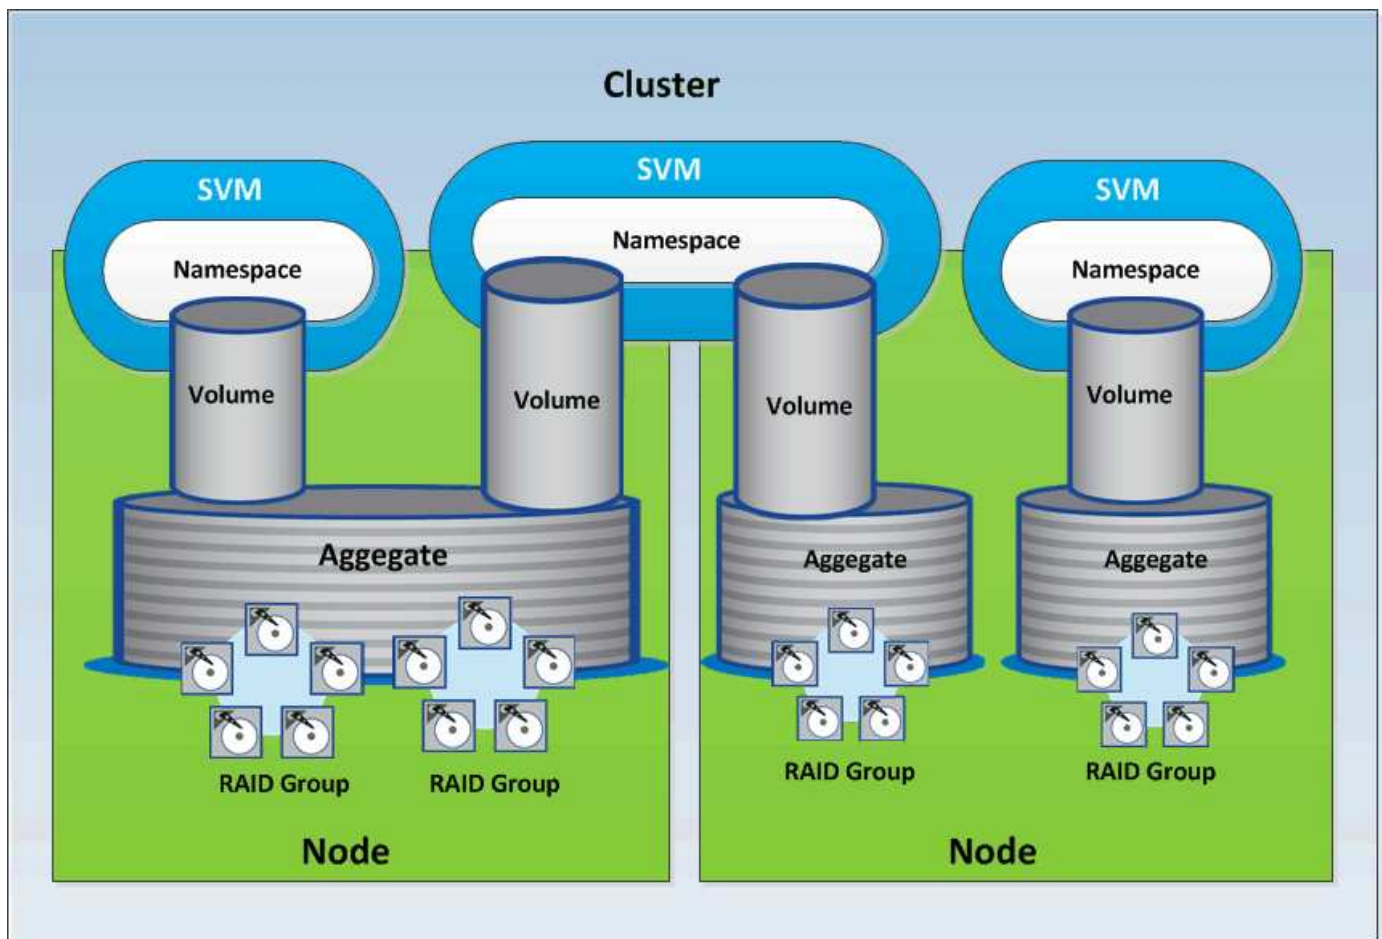 Cluster
SVM
SVM
SVM
Namespace
Namespace
Namespace
Volume
Volume
Volume
Volume
Aggegate
Aggegate
Aggegate
RAID Group
RAID Group
RAID Group
RAID Group
Node
Node